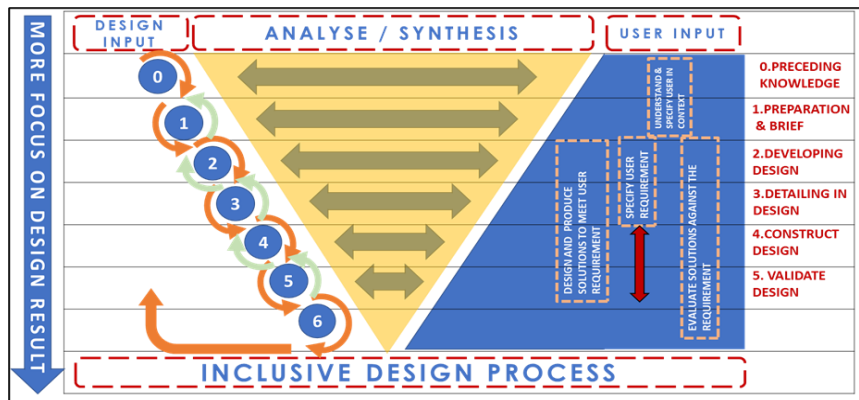 MORE FOCUS ON DESIGN RESULT
DESIGN
INPUT
ANALYSE / SYNTHESIS
USER INPUT
0
1
2
3
4
5
6
UNDERSTAND &
SPECIFY USER IN
CONTEXT
DESIGN AND PRODUCE
SOLUTIONS TO MEET USER
REQUIREMENT
SPECIFY USER
REQUIREMENT
EVALUATE SOLUTIONS AGAINST THE
REQUIREMENT
0.PRECEDING
KNOWLEDGE
1.PREPARATION
& BRIEF
2.DEVELOPING
DESIGN
3.DETAILING IN
DESIGN
4.CONSTRUCT
DESIGN
5. VALIDATE
DESIGN
INCLUSIVE DESIGN PROCESS